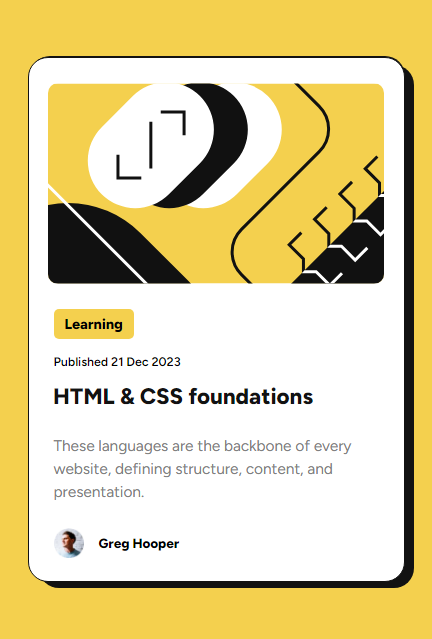 Learning
Published 21 Dec 2023
HTML & CSS foundations
These languages are the backbone of every
website, defining structure, content, and
presentation.
Greg Hooper